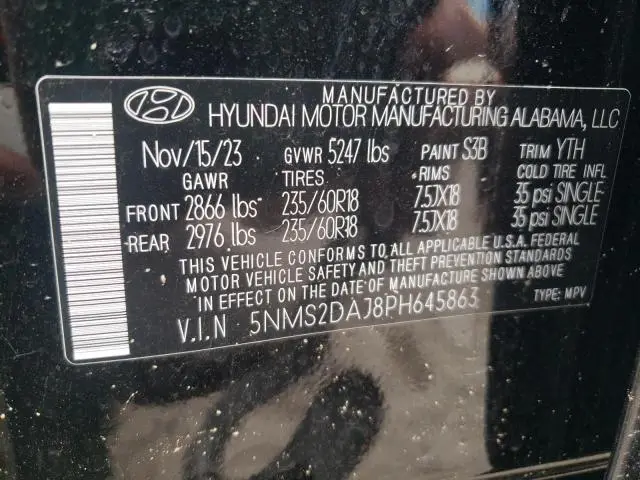 MANUFACTURED BY
HYUNDAI MOTOR MANUFACTURING ALABAMA, LLC
Nov/15/23 GVWR 5247 lbs PAINT S3B TRIM YTH
GAWR TIRES RIMS COLD TIRE INFL
FRONT 2866 lbs 235/60R18 7.5JX18 35 psi SINGLE
REAR 2976 lbs 235/60R18 7.5JX18 35 psi SINGLE
THIS VEHICLE CONFORMS TO ALL APPLICABLE U.S.A. FEDERAL
MOTOR VEHICLE SAFETY AND THEFT PREVENTION STANDARDS
IN EFFECT ON THE DATE OF MANUFACTURE SHOWN ABOVE
V.I.N 5NMS2DAJ8PH645863 TYPE: MPV